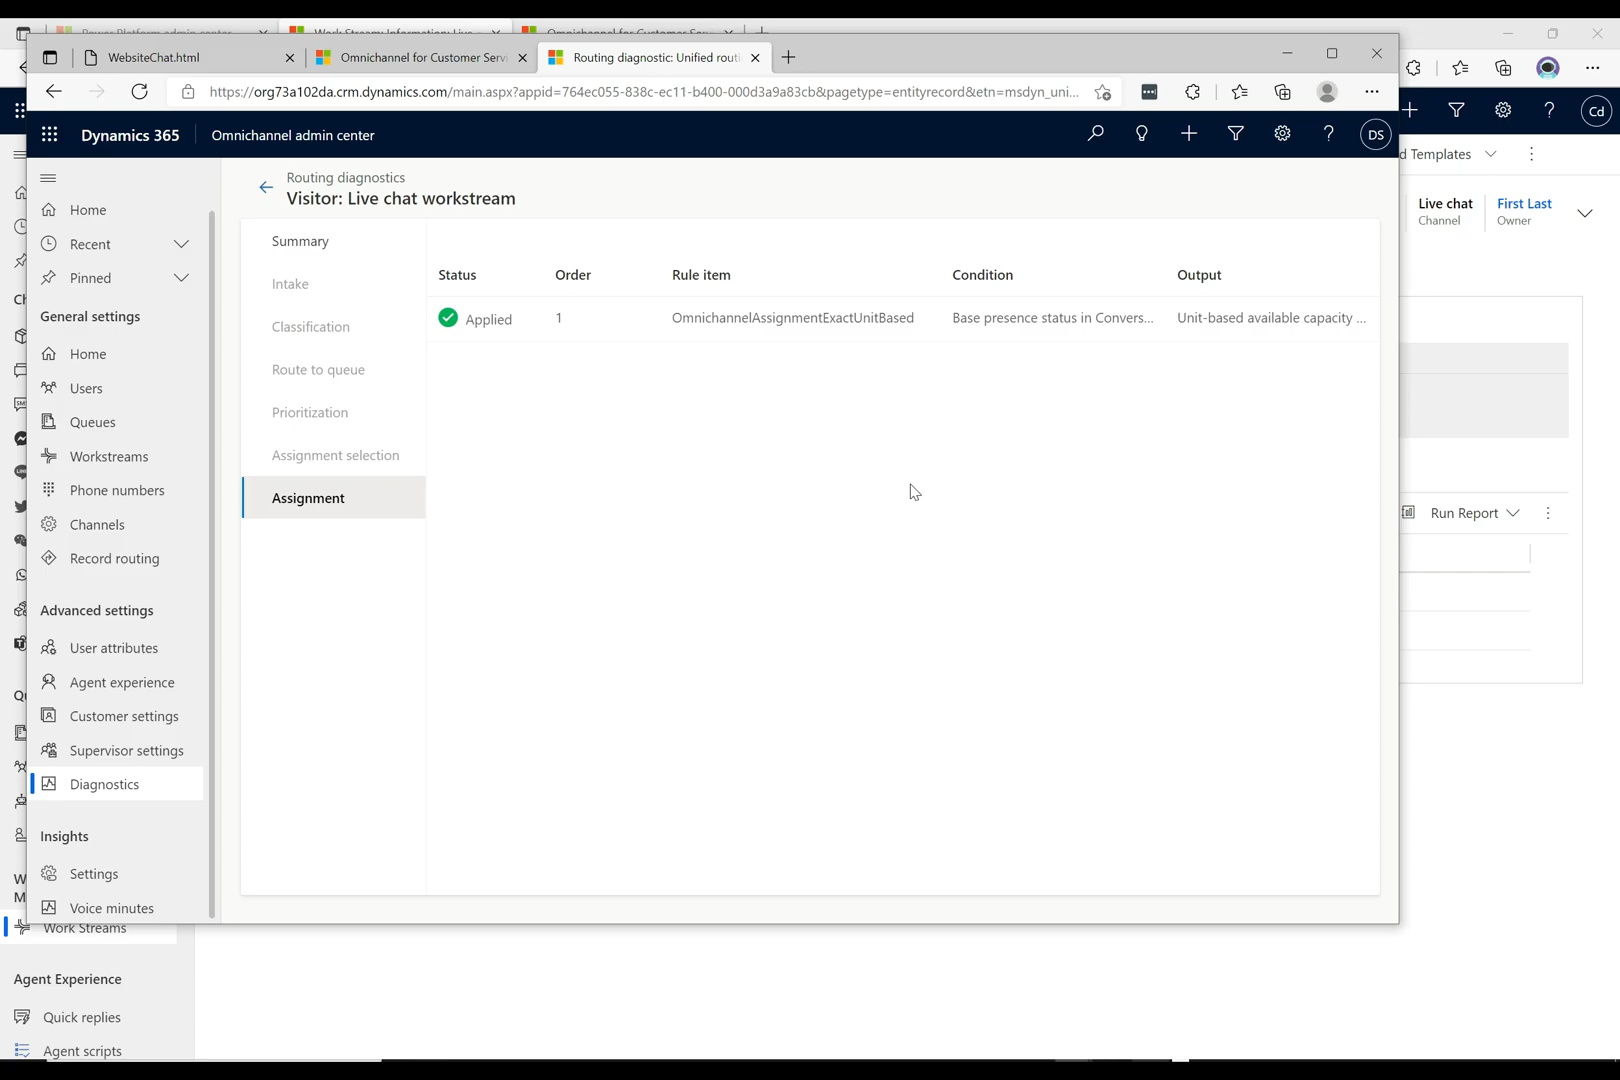 WebsiteChat.html
Omnichannel for Customer Servi
Routing diagnostic: Unified routi
https://org73a102da.crm.dynamics.com/main.aspx?appid=764ec055-838c-ec11-b400-000d3a9a83cb&pagetype=entityrecord&etn=msdyn_uni...
Dynamics 365
Omnichannel admin center
DS
Cd
d Templates
Live chat
Channel
First Last
Owner
Run Report
Home
Recent
Pinned
General settings
Home
Users
Queues
Workstreams
Phone numbers
Channels
Record routing
Advanced settings
User attributes
Agent experience
Customer settings
Supervisor settings
Diagnostics
Insights
Settings
Voice minutes
Routing diagnostics
Visitor: Live chat workstream
Summary
Intake
Classification
Route to queue
Prioritization
Assignment selection
Assignment
Status Order Rule item Condition Output
Applied 1 OmnichannelAssignmentExactUnitBased Base presence status in Convers... Unit-based available capacity ...
Work Streams
Agent Experience
Quick replies
Agent scripts